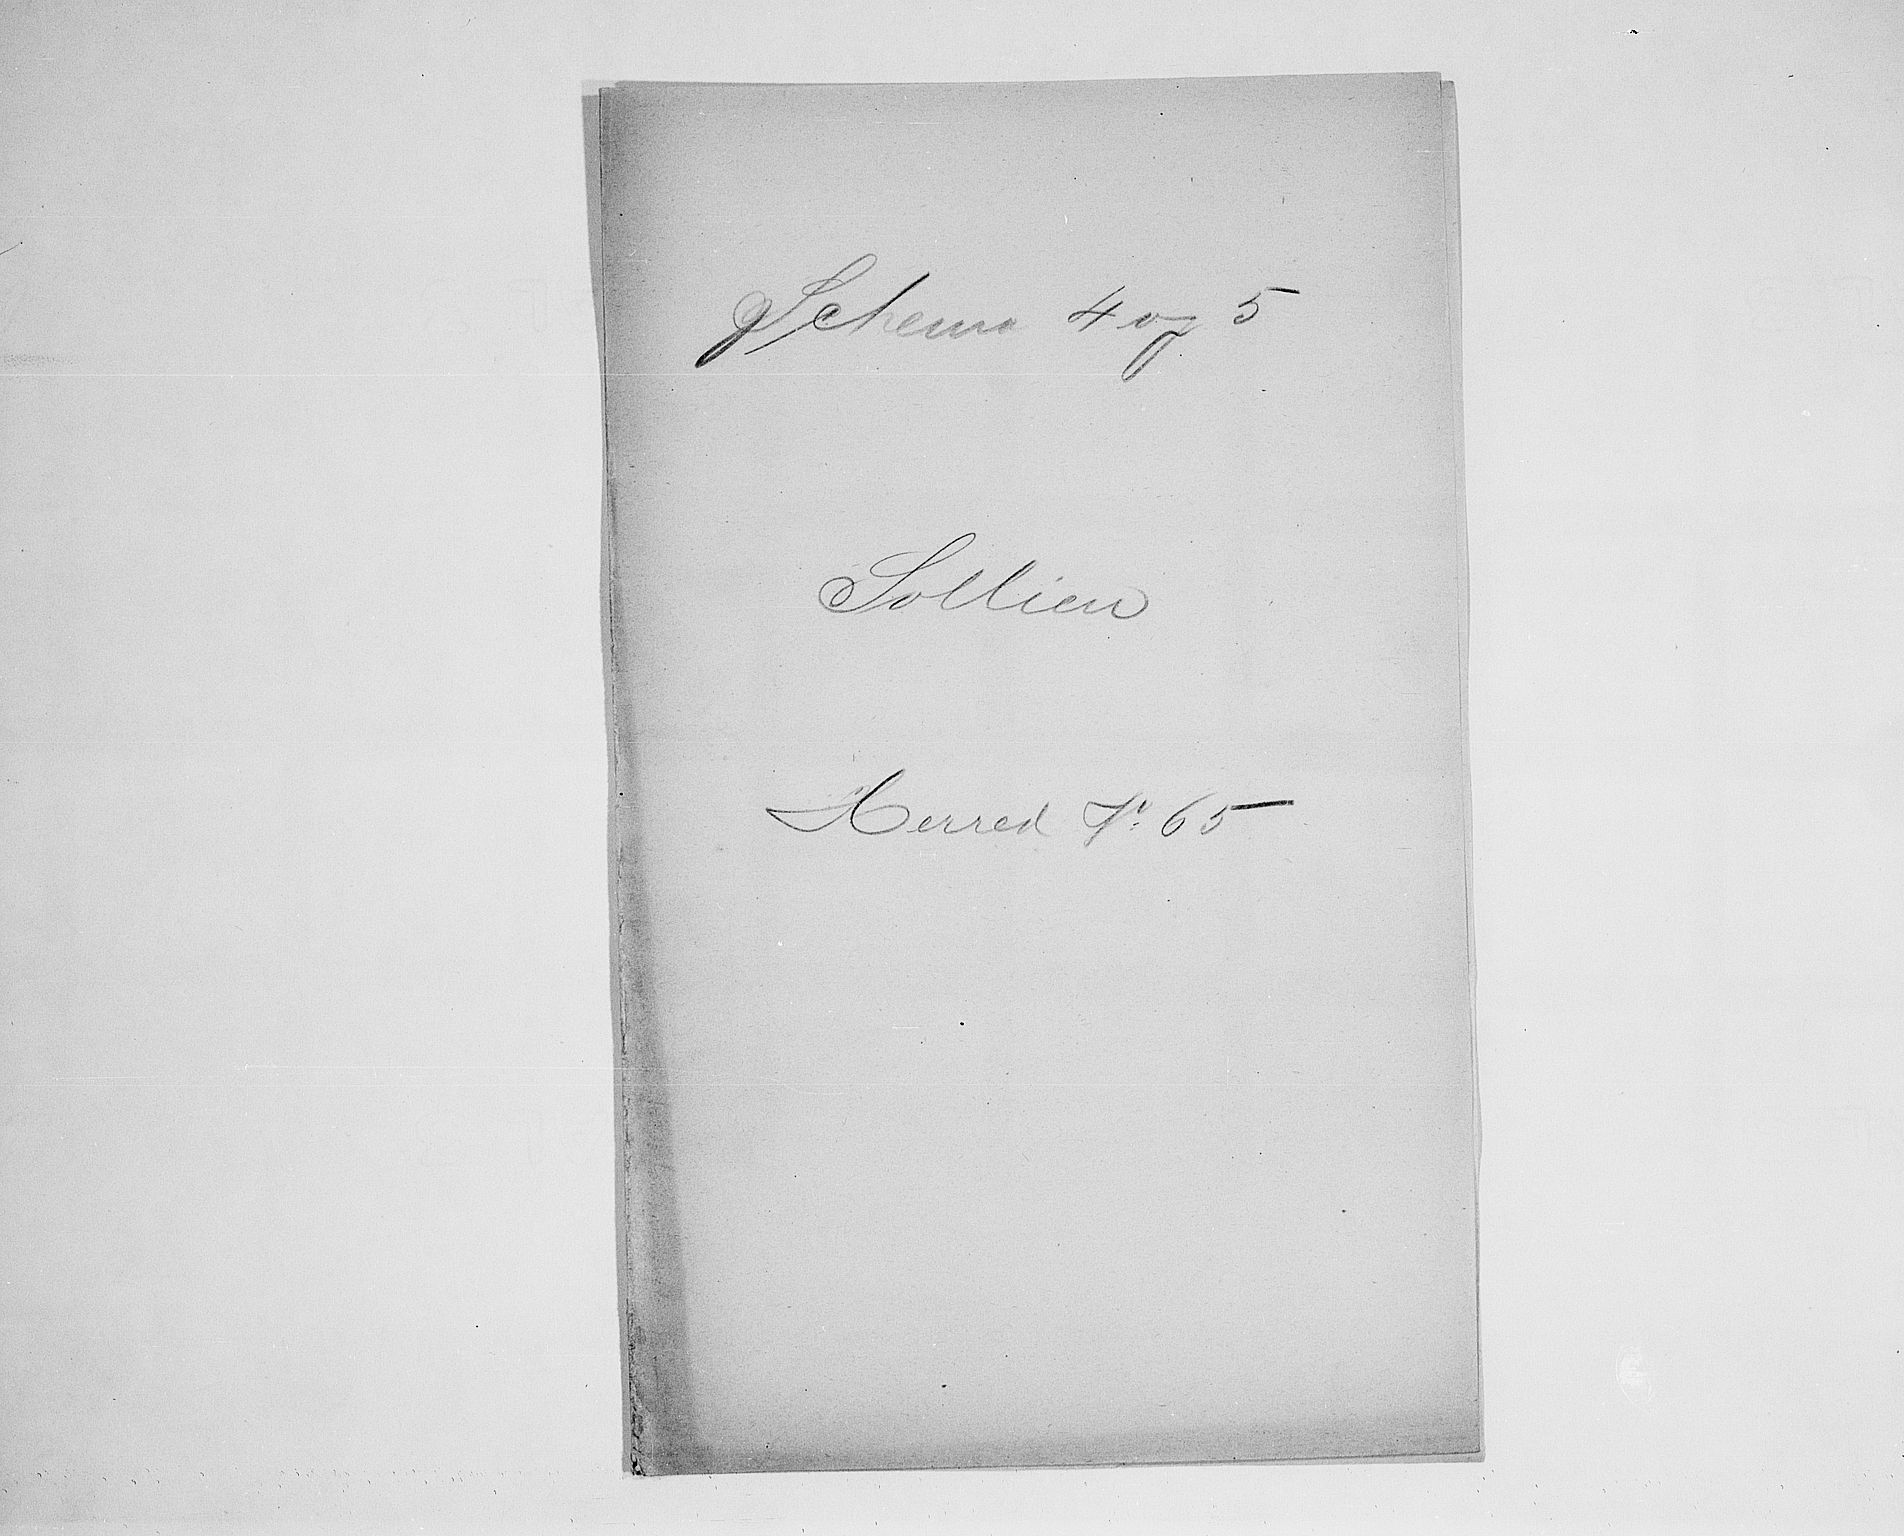 Schema 4 og 5
Sollien
Herred No 65